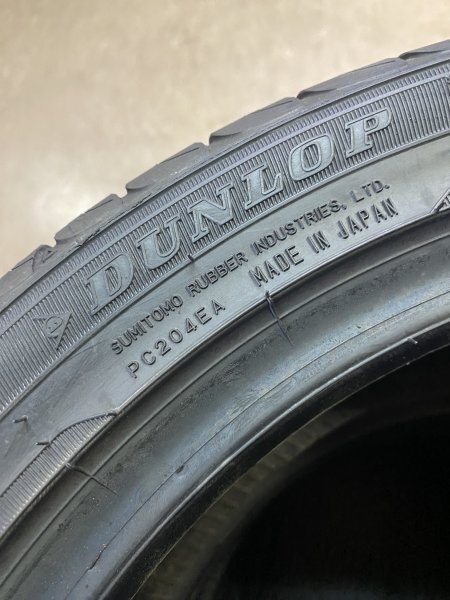 DUNLOP
SUMITOMO RUBBER INDUSTRIES, LTD.
PC204EA MADE IN JAPAN